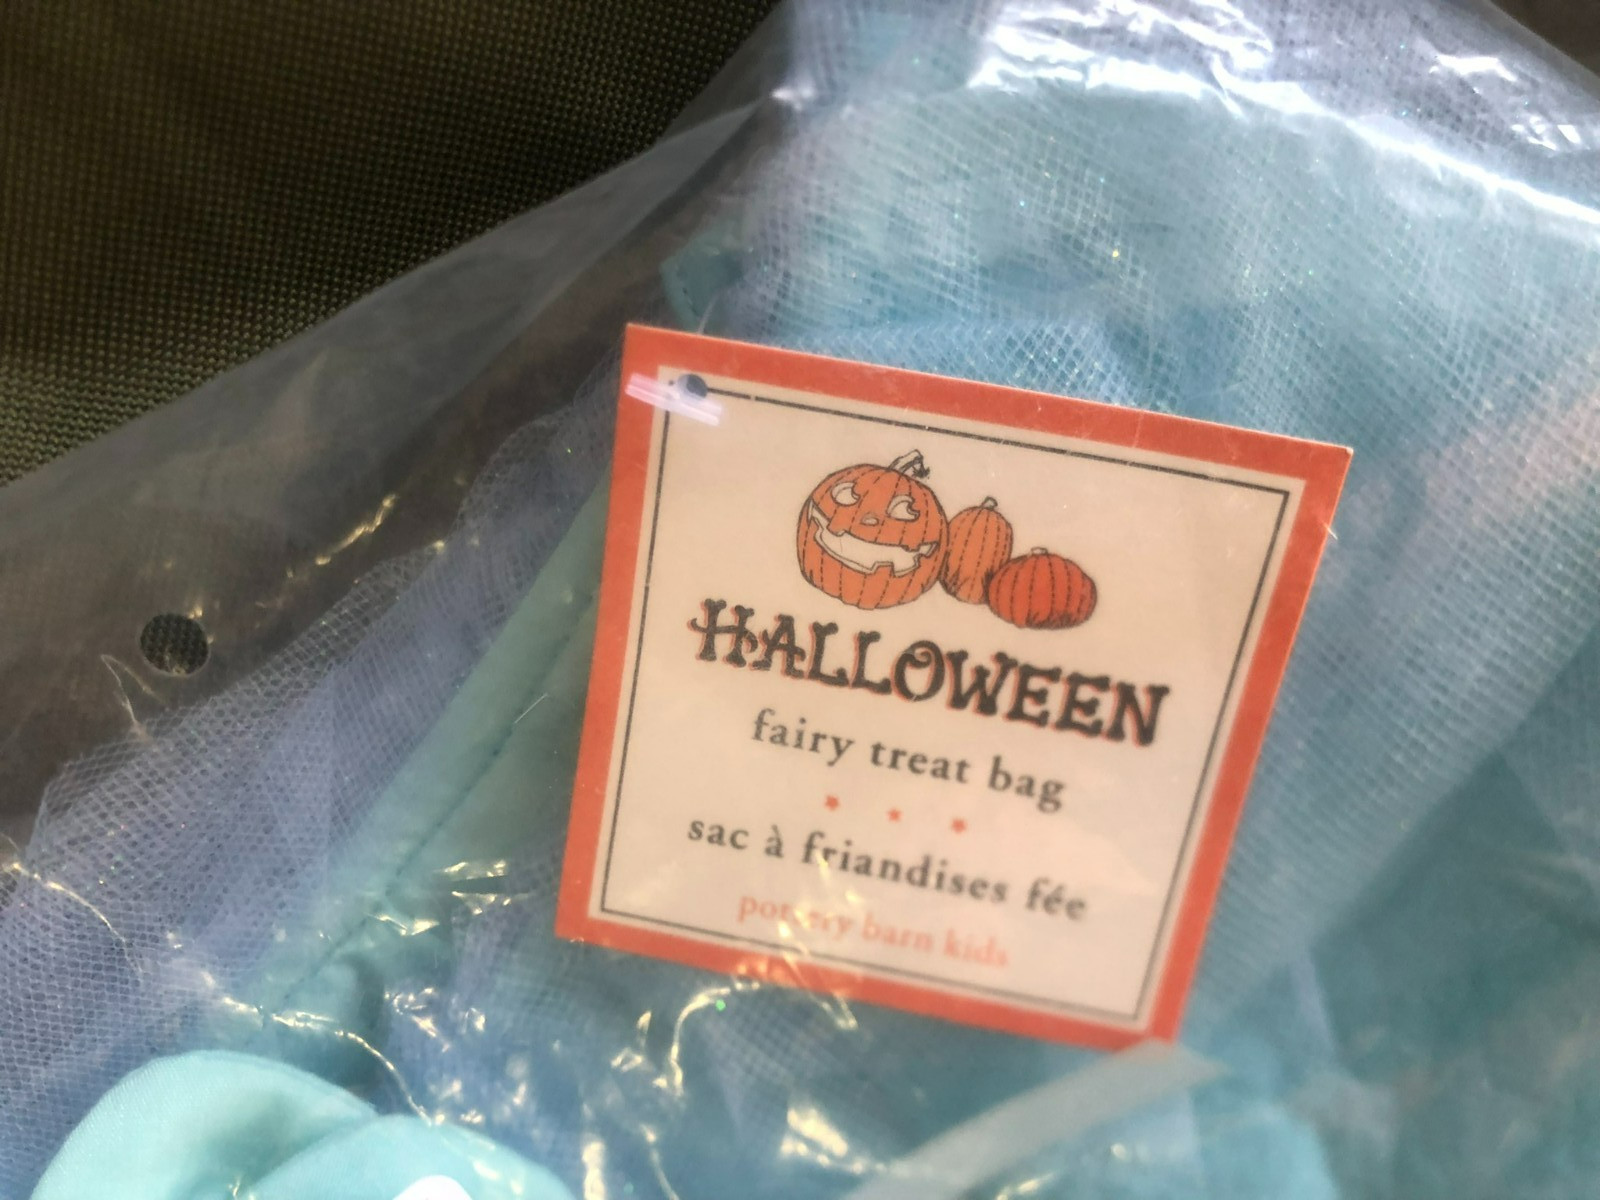 HALLOWEEN
fairy treat bag
sac à friandises fée
pottery barn kids